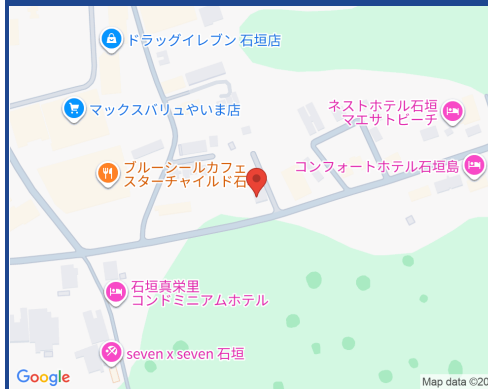 ドラッグイレブン 石垣店
マックスバリュやいま店
ネストホテル石垣
マエサトビーチ
ブルーシールカフェ
スターチャイルド石
コンフォートホテル石垣島
石垣真栄里
コンドミニアムホテル
seven x seven 石垣
Google
Map data ©20